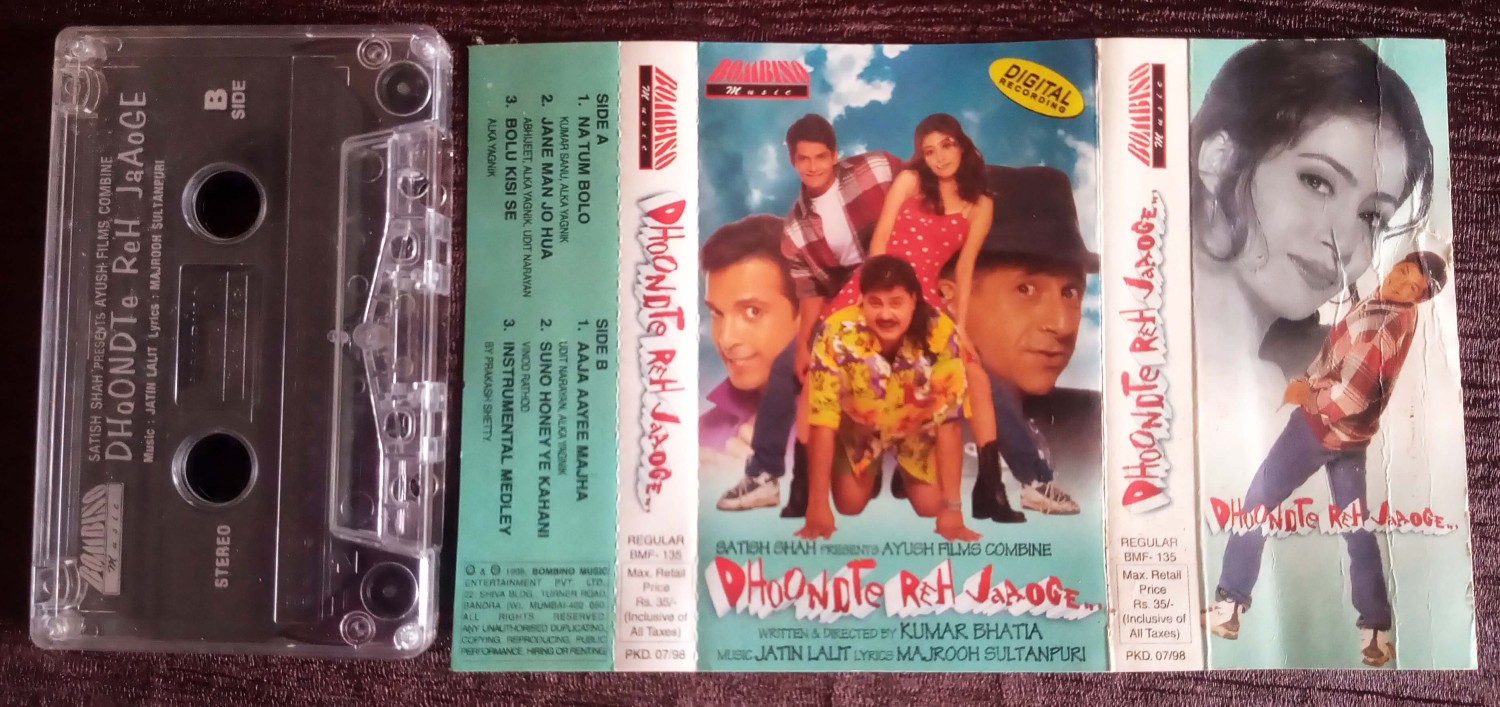 SATISH SHAH PRESENTS AYUSH FILMS COMBINE
DHOONDTe ReH JaAoGE
Music : JATIN LALIT Lyrics : MAJROOH SULTANPURI
B
SIDE
STEREO
BOMBINO
Music
SIDE A
1. NA TUM BOLO
KUMAR SANU, ALKA YAGNIK
2. JANE MAN JO HUA
ABHIJEET, ALKA YAGNIK, UDIT NARAYAN
3. BOLU KISI SE
ALKA YAGNIK
SIDE B
1. AAJA AAYEE MAJHA
UDIT NARAYAN, ALKA YAGNIK
2. SUNO HONEY YE KAHANI
VINOD RATHOD
3. INSTRUMENTAL MEDLEY
BY PRAKASH SHETTY
℗ & © 1998, BOMBINO MUSIC
ENTERTAINMENT PVT. LTD.,
22, SHIVA BLDG., TURNER ROAD,
BANDRA (W), MUMBAI-400 050.
ALL RIGHTS RESERVED.
ANY UNAUTHORISED DUPLICATING,
COPYING, REPRODUCING, PUBLIC
PERFORMANCE, HIRING OR RENTING
BOMBINO
Music
DHOONDTe ReH JaAOGE...
REGULAR
BMF- 135
Max. Retail
Price
Rs. 35/-
(Inclusive of
All Taxes)
PKD. 07/98
BOMBINO
Music
DIGITAL
RECORDING
SATISH SHAH PRESENTS AYUSH FILMS COMBINE
DHOONDTe ReH JaAOGE...
WRITTEN & DIRECTED BY KUMAR BHATIA
MUSIC JATIN LALIT LYRICS MAJROOH SULTANPURI
BOMBINO
Music
DHOONDTe ReH JaAOGE...
REGULAR
BMF- 135
Max. Retail
Price
Rs. 35/-
(Inclusive of
All Taxes)
PKD. 07/98
DHOONDTe ReH JaAOGE...